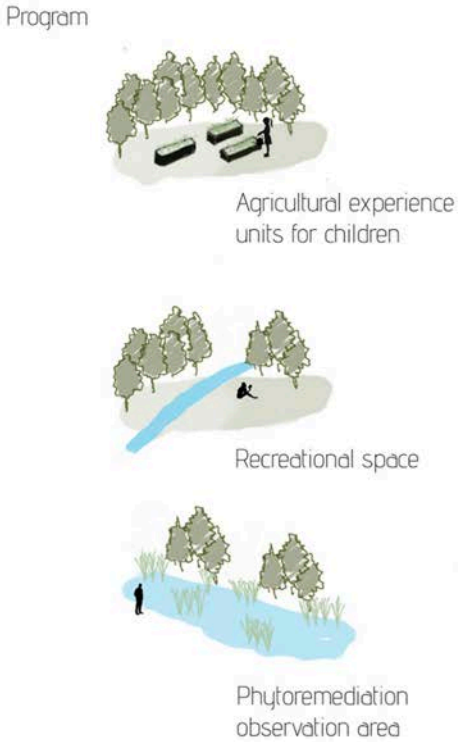 Program
Agricultural experience
units for children
Recreational space
Phytoremediation
observation area